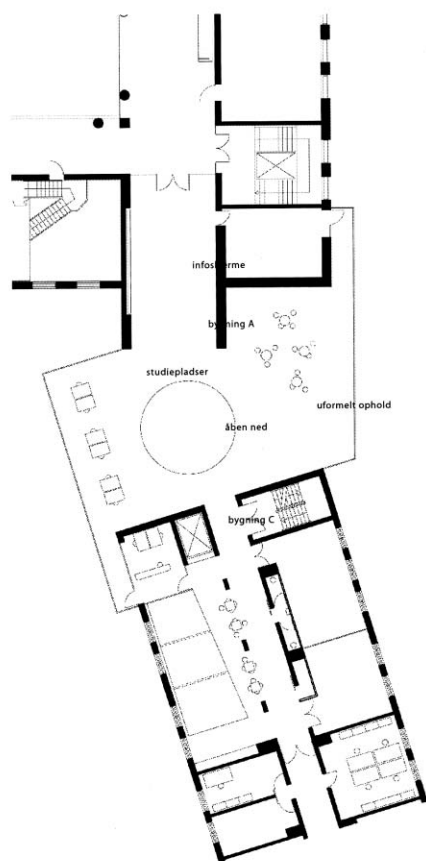 infoskærme
bygning A
studiepladser
uformelt ophold
åben ned
bygning C